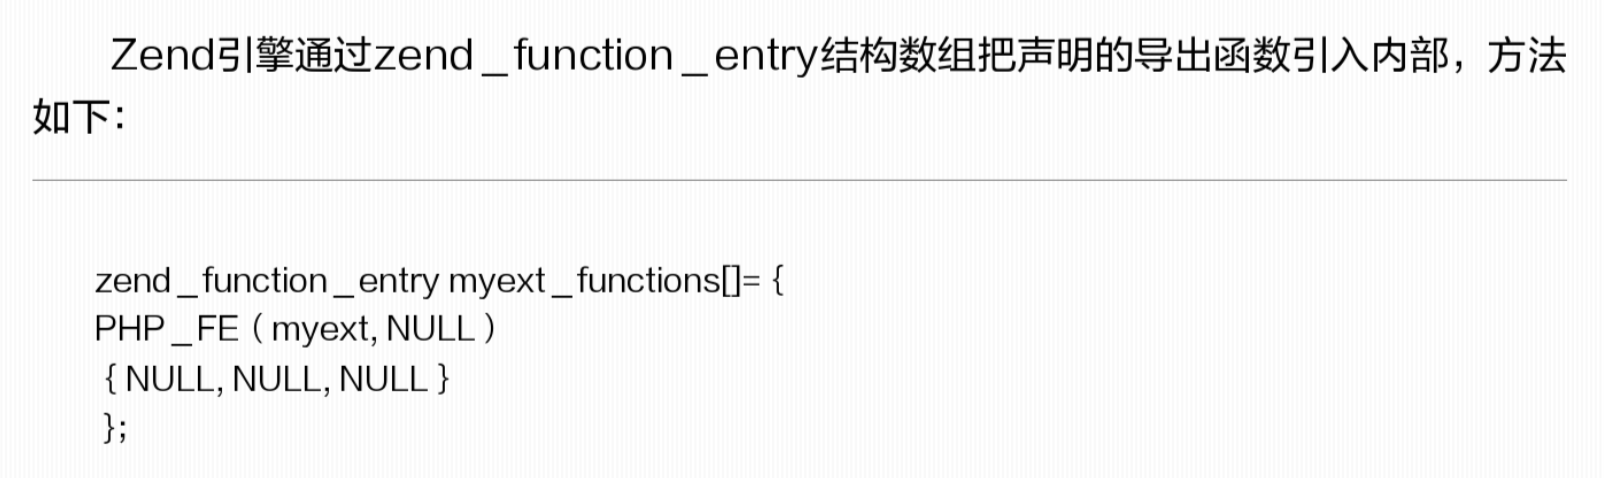 Zend引擎通过zend_function_entry结构数组把声明的导出函数引入内部，方法
如下：
zend_function_entry myext_functions[]= {
PHP_FE（myext, NULL）
{ NULL, NULL, NULL }
};